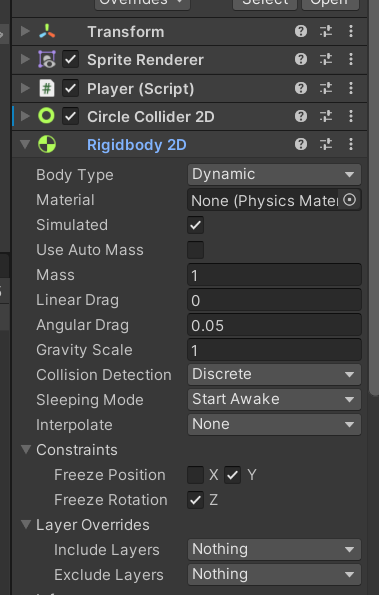 Overrides Select Open
Transform
Sprite Renderer
Player (Script)
Circle Collider 2D
Rigidbody 2D
Body Type Dynamic
Material None (Physics Mater
Simulated
Use Auto Mass
Mass 1
Linear Drag 0
Angular Drag 0.05
Gravity Scale 1
Collision Detection Discrete
Sleeping Mode Start Awake
Interpolate None
Constraints
Freeze Position X Y
Freeze Rotation Z
Layer Overrides
Include Layers Nothing
Exclude Layers Nothing